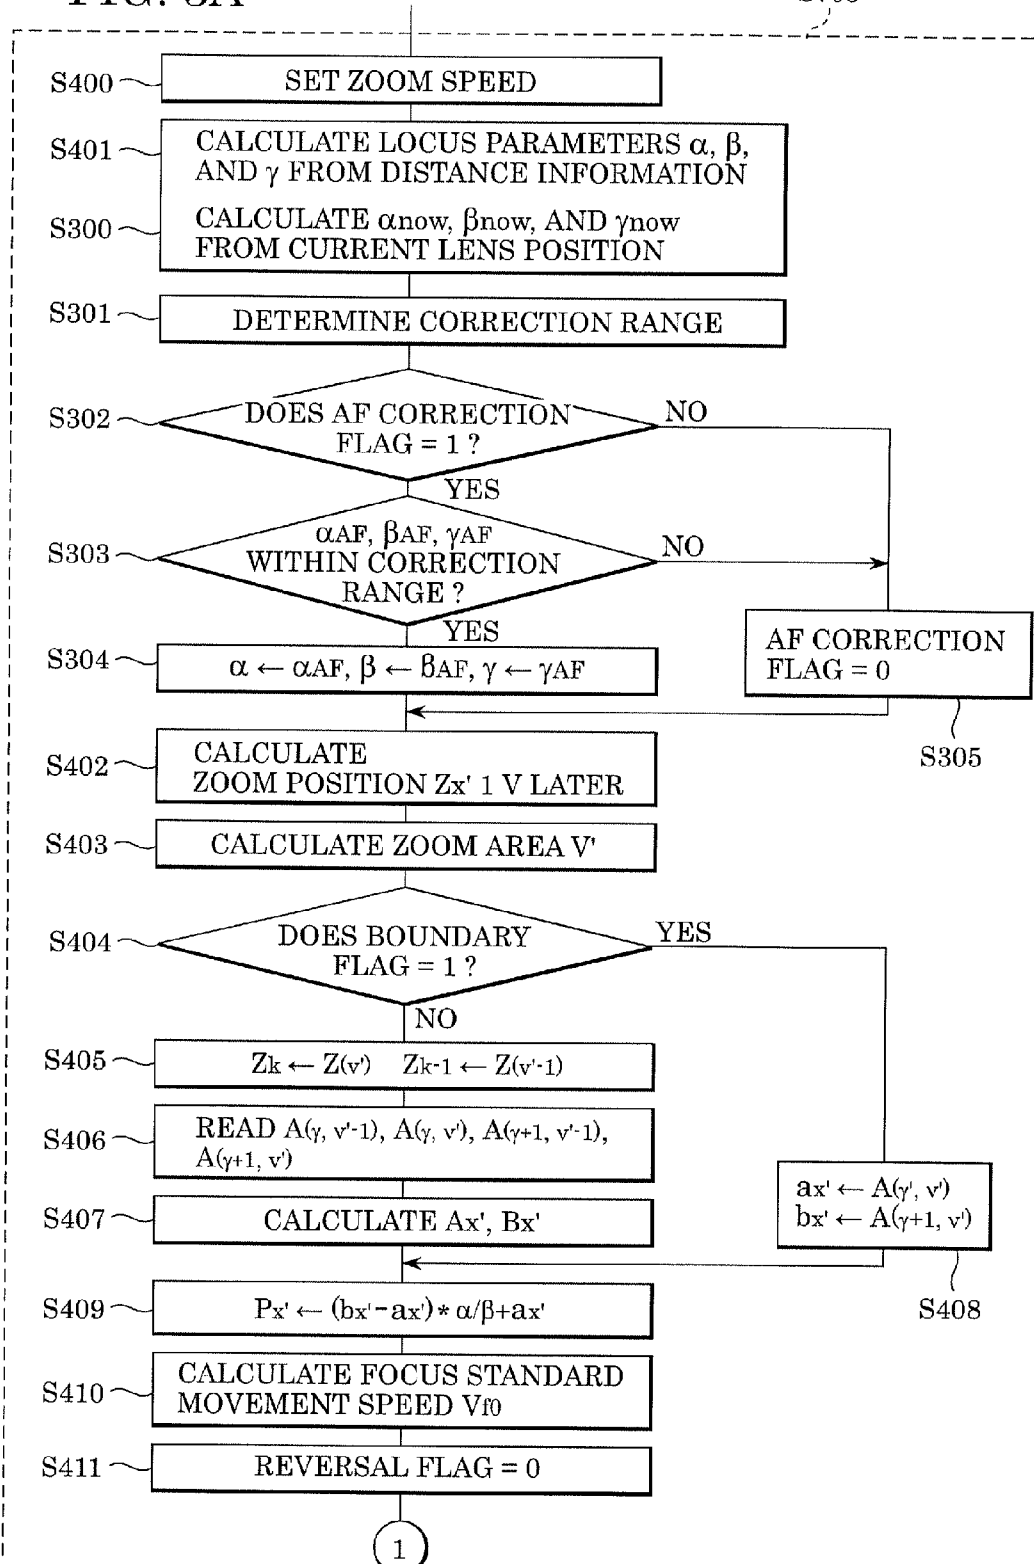 S400
SET ZOOM SPEED
S401
CALCULATE LOCUS PARAMETERS α, β,
AND γ FROM DISTANCE INFORMATION
S300
CALCULATE αnow, βnow, AND γnow
FROM CURRENT LENS POSITION
S301
DETERMINE CORRECTION RANGE
S302
DOES AF CORRECTION
FLAG = 1 ?
NO
YES
S303
αAF, βAF, γAF
WITHIN CORRECTION
RANGE ?
NO
YES
S304
α ← αAF, β ← βAF, γ ← γAF
AF CORRECTION
FLAG = 0
S305
S402
CALCULATE
ZOOM POSITION Zx' 1 V LATER
S403
CALCULATE ZOOM AREA V'
S404
DOES BOUNDARY
FLAG = 1 ?
YES
NO
S405
Zk ← Z(v') Zk-1 ← Z(v'-1)
S406
READ A(γ, v'-1), A(γ, v'), A(γ+1, v'-1),
A(γ+1, v')
S407
CALCULATE Ax', Bx'
ax' ← A(γ', v')
bx' ← A(γ+1, v')
S408
S409
Px' ← (bx'-ax')* α/β+ax'
S410
CALCULATE FOCUS STANDARD
MOVEMENT SPEED Vf0
S411
REVERSAL FLAG = 0
1